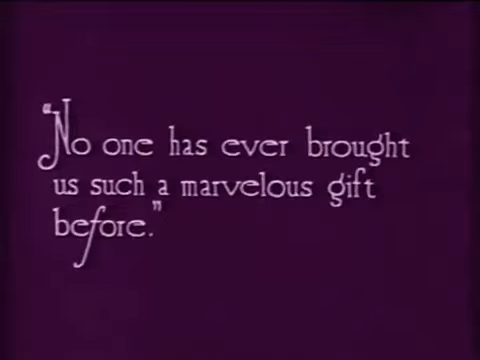 "No one has ever brought
us such a marvelous gift
before."